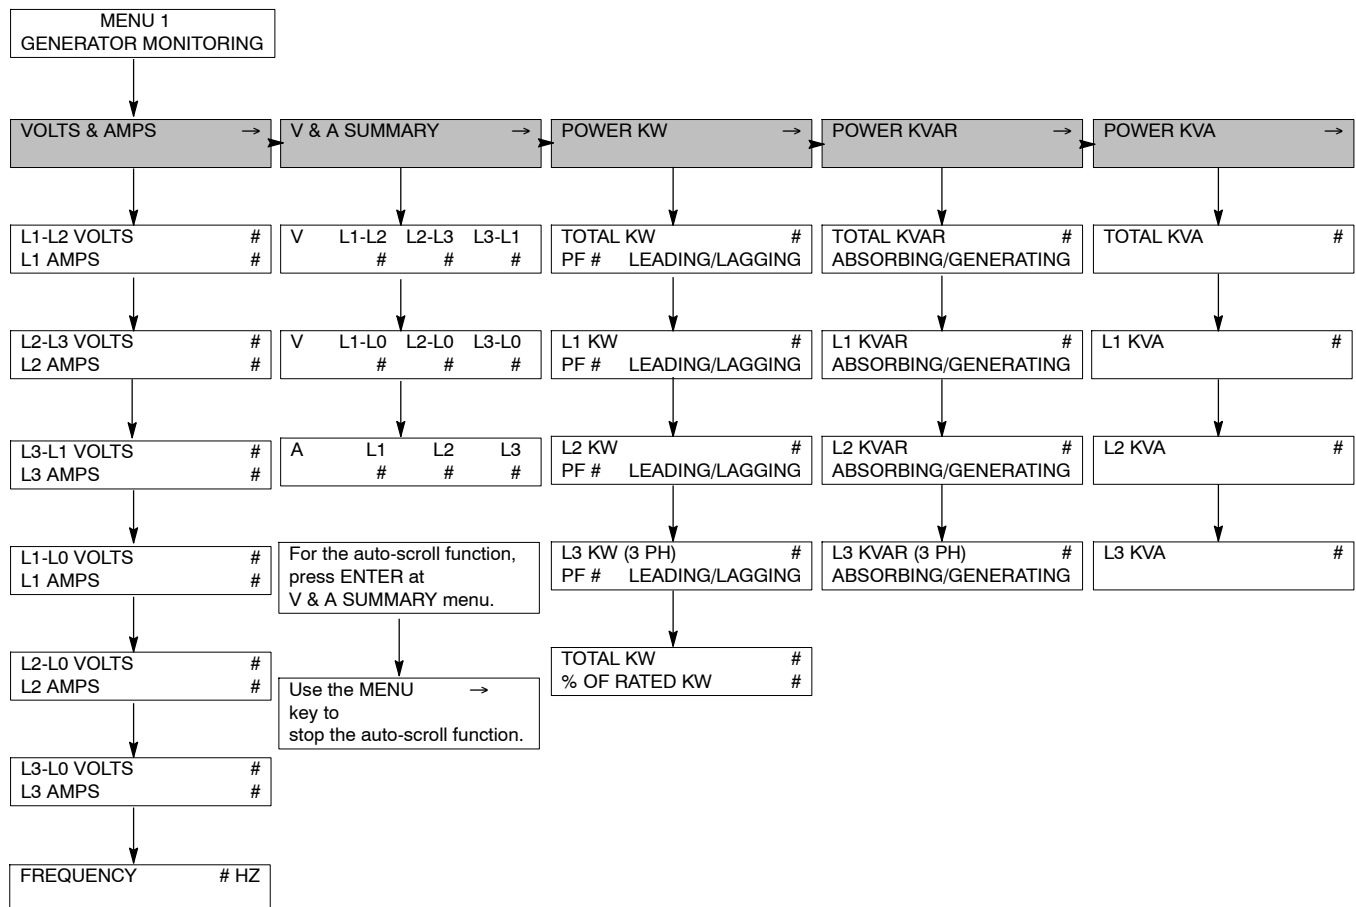 MENU 1
GENERATOR MONITORING
VOLTS & AMPS →
L1-L2 VOLTS #
L1 AMPS #
L2-L3 VOLTS #
L2 AMPS #
L3-L1 VOLTS #
L3 AMPS #
L1-L0 VOLTS #
L1 AMPS #
L2-L0 VOLTS #
L2 AMPS #
L3-L0 VOLTS #
L3 AMPS #
FREQUENCY # HZ
V & A SUMMARY →
V L1-L2 L2-L3 L3-L1
# # #
V L1-L0 L2-L0 L3-L0
# # #
A L1 L2 L3
# # #
For the auto-scroll function,
press ENTER at
V & A SUMMARY menu.
Use the MENU →
key to
stop the auto-scroll function.
POWER KW →
TOTAL KW #
PF # LEADING/LAGGING
L1 KW #
PF # LEADING/LAGGING
L2 KW #
PF # LEADING/LAGGING
L3 KW (3 PH) #
PF # LEADING/LAGGING
TOTAL KW #
% OF RATED KW #
POWER KVAR →
TOTAL KVAR #
ABSORBING/GENERATING
L1 KVAR #
ABSORBING/GENERATING
L2 KVAR #
ABSORBING/GENERATING
L3 KVAR (3 PH) #
ABSORBING/GENERATING
POWER KVA →
TOTAL KVA #
L1 KVA #
L2 KVA #
L3 KVA #